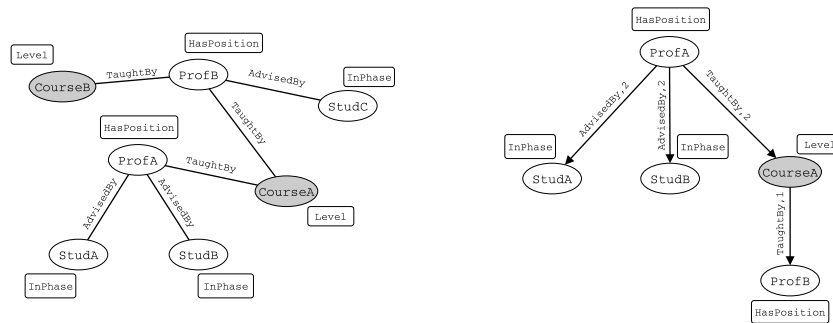 HasPosition
Level
TaughtBy
ProfB
AdvisedBy
InPhase
CourseB
StudC
TaughtBy
HasPosition
ProfA
TaughtBy
CourseA
Level
AdvisedBy
AdvisedBy
StudA
StudB
InPhase
InPhase
HasPosition
ProfA
AdvisedBy,2
AdvisedBy,2
TaughtBy,2
InPhase
InPhase
Level
StudA
StudB
CourseA
TaughtBy,1
ProfB
HasPosition